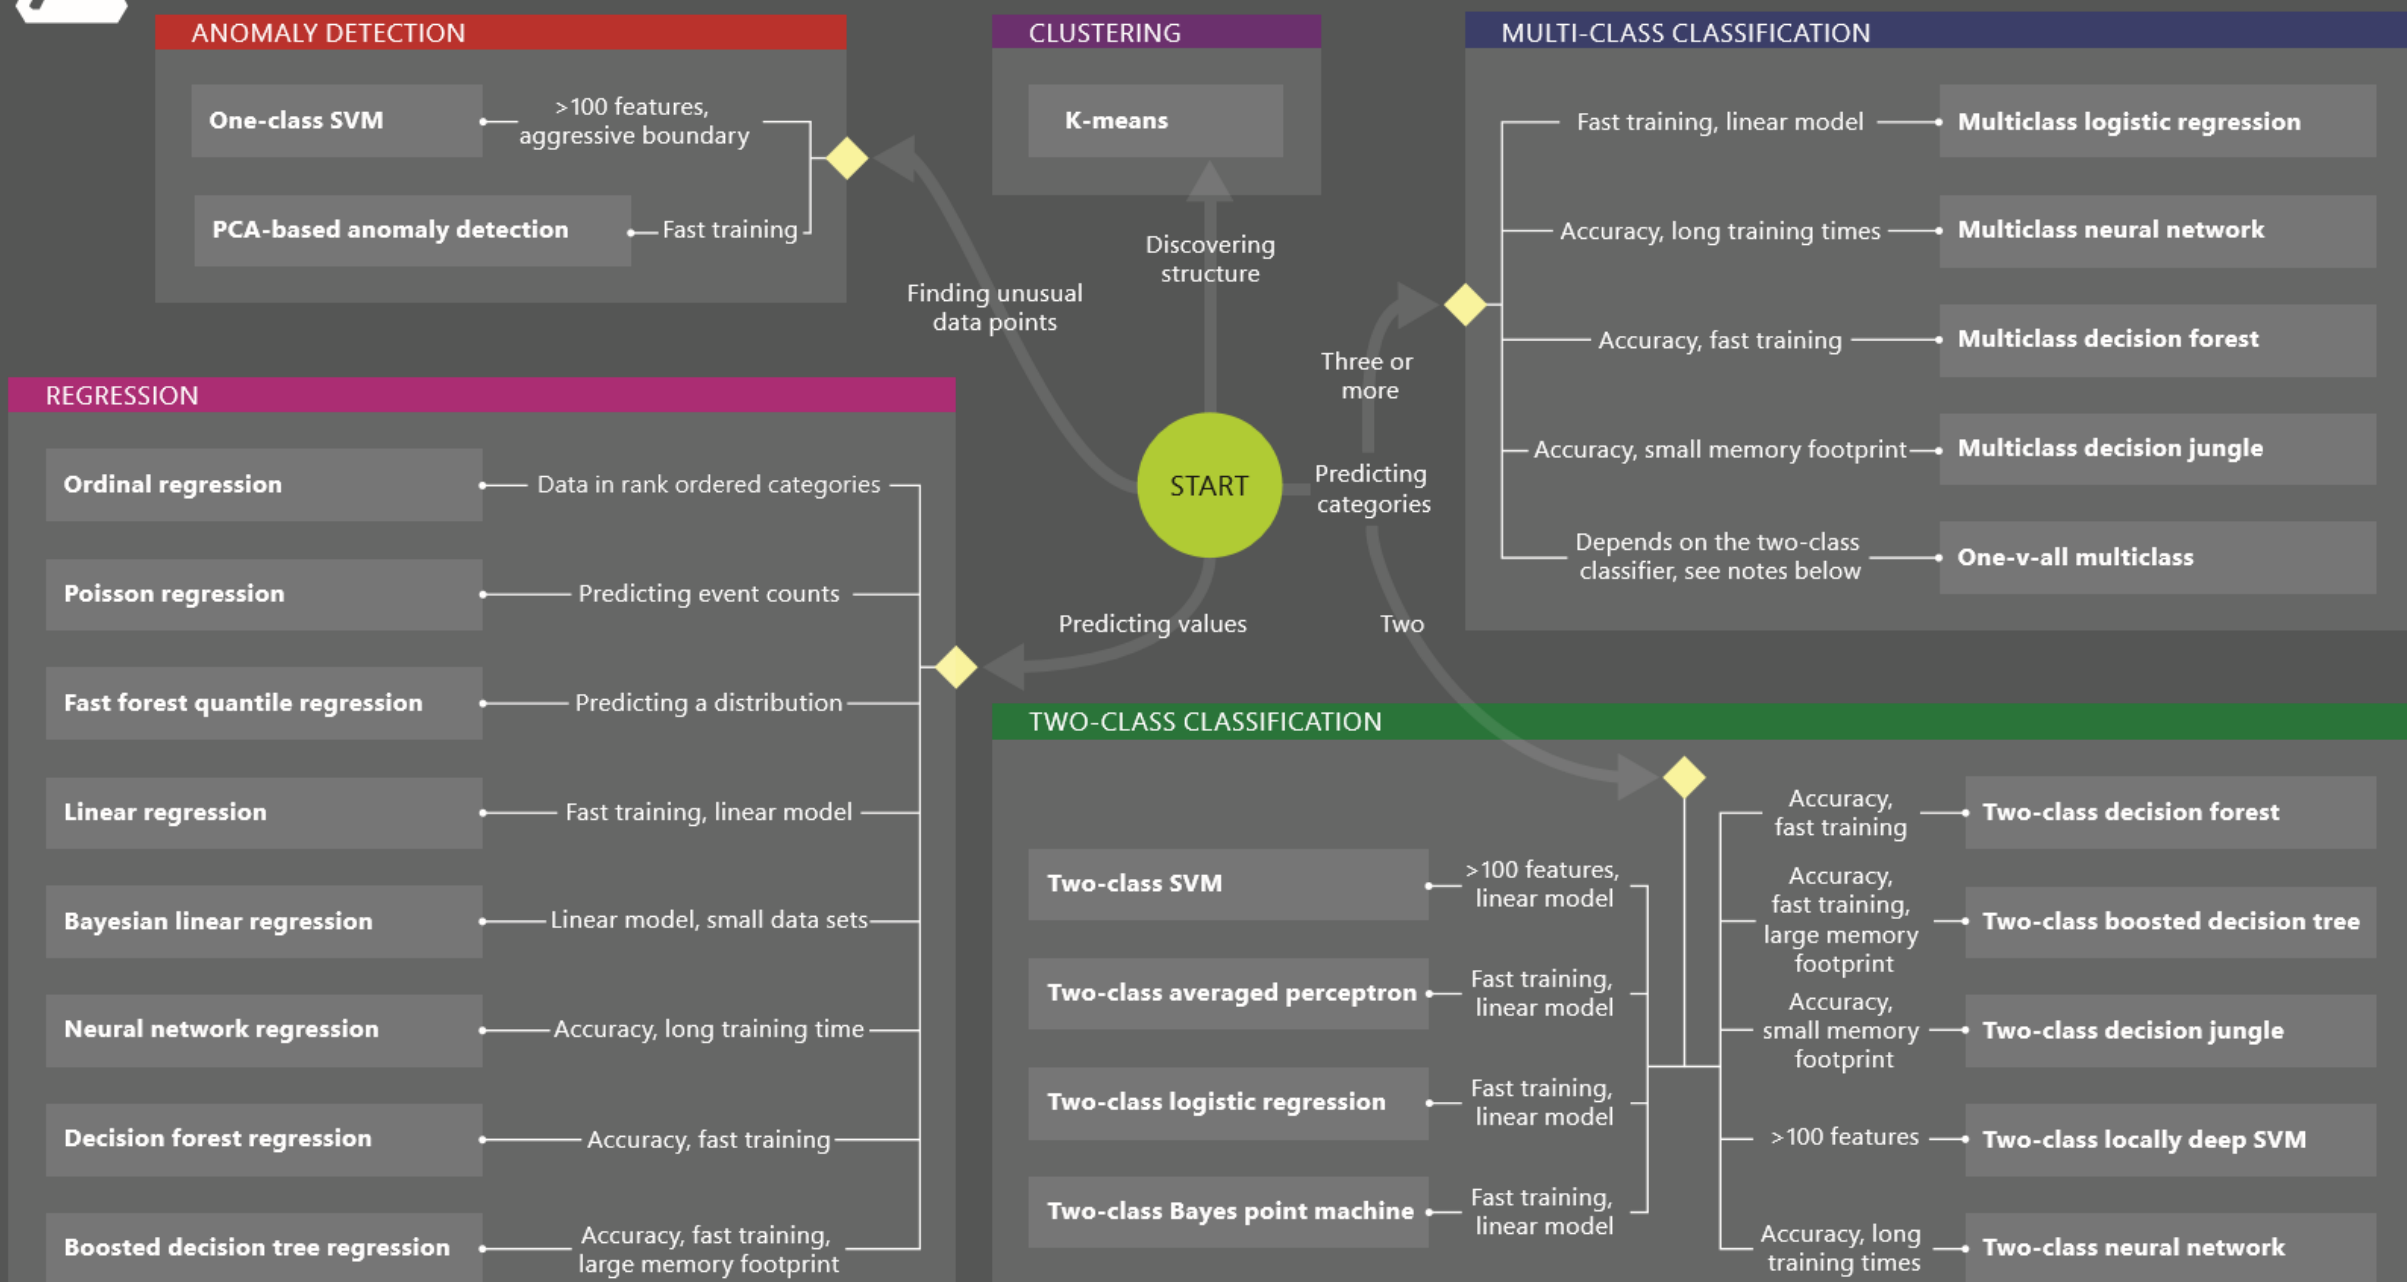 ANOMALY DETECTION
One-class SVM
>100 features,
aggressive boundary
PCA-based anomaly detection
Fast training
CLUSTERING
K-means
MULTI-CLASS CLASSIFICATION
Fast training, linear model
Multiclass logistic regression
Accuracy, long training times
Multiclass neural network
Accuracy, fast training
Multiclass decision forest
Accuracy, small memory footprint
Multiclass decision jungle
Depends on the two-class
classifier, see notes below
One-v-all multiclass
Finding unusual
data points
Discovering
structure
Three or
more
START
Predicting
categories
Predicting values
Two
REGRESSION
Ordinal regression
Data in rank ordered categories
Poisson regression
Predicting event counts
Fast forest quantile regression
Predicting a distribution
Linear regression
Fast training, linear model
Bayesian linear regression
Linear model, small data sets
Neural network regression
Accuracy, long training time
Decision forest regression
Accuracy, fast training
Boosted decision tree regression
Accuracy, fast training,
large memory footprint
TWO-CLASS CLASSIFICATION
Two-class SVM
>100 features,
linear model
Two-class averaged perceptron
Fast training,
linear model
Two-class logistic regression
Fast training,
linear model
Two-class Bayes point machine
Fast training,
linear model
Accuracy,
fast training
Two-class decision forest
Accuracy,
fast training,
large memory
footprint
Two-class boosted decision tree
Accuracy,
small memory
footprint
Two-class decision jungle
>100 features
Two-class locally deep SVM
Accuracy, long
training times
Two-class neural network